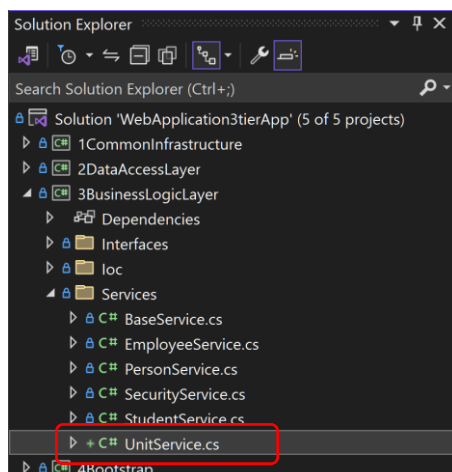 Solution Explorer
Search Solution Explorer (Ctrl+;)
Solution 'WebApplication3tierApp' (5 of 5 projects)
C# 1CommonInfrastructure
C# 2DataAccessLayer
C# 3BusinessLogicLayer
Dependencies
Interfaces
Ioc
Services
C# BaseService.cs
C# EmployeeService.cs
C# PersonService.cs
C# SecurityService.cs
C# StudentService.cs
+ C# UnitService.cs
C# 4Bootstrap